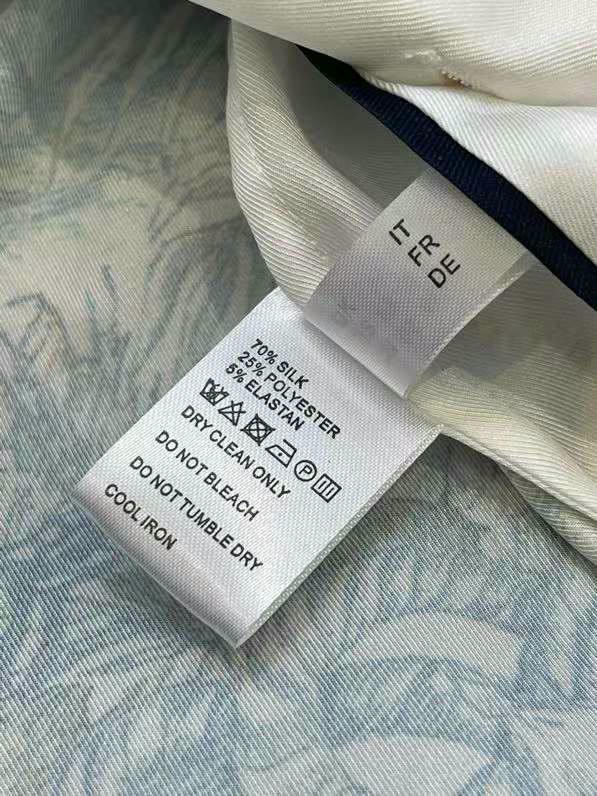 IT
FR
DE
70% SILK
25% POLYESTER
5% ELASTAN
P
DRY CLEAN ONLY
DO NOT BLEACH
DO NOT TUMBLE DRY
COOL IRON